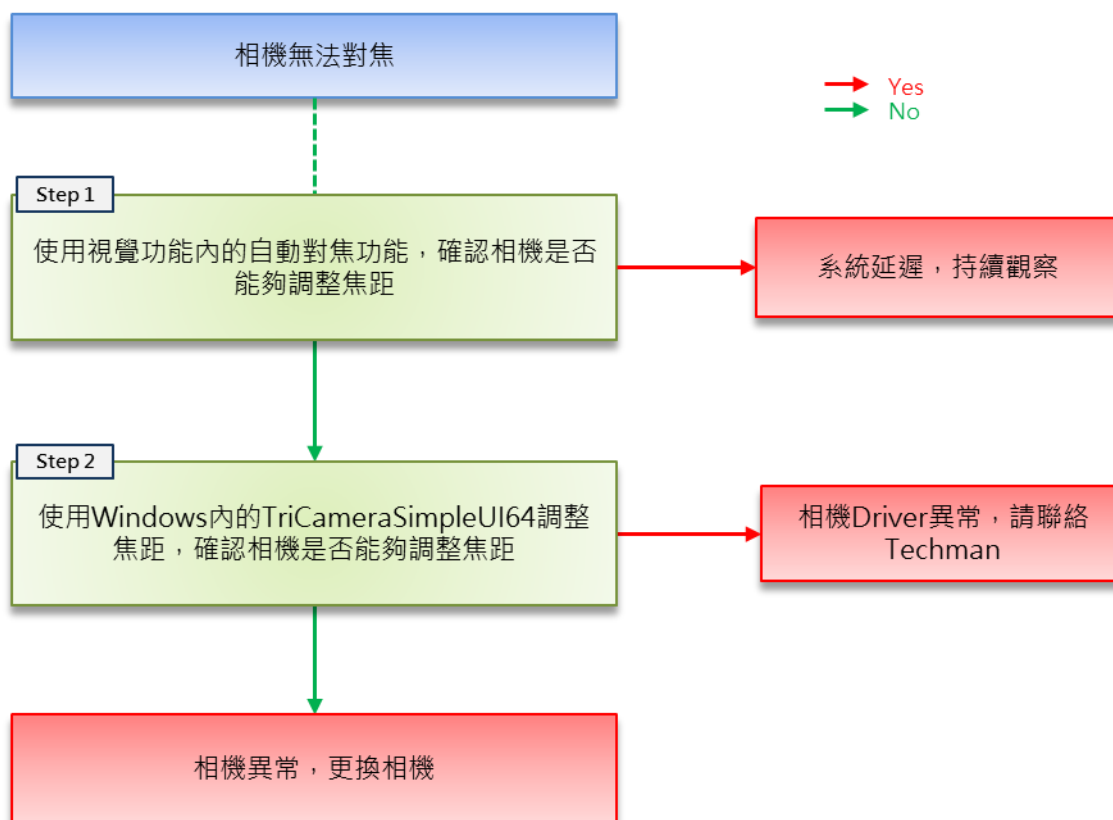 相機無法對焦
Yes
No
Step 1
使用視覺功能內的自動對焦功能，確認相機是否
能夠調整焦距
系統延遲，持續觀察
Step 2
使用Windows內的TriCameraSimpleUI64調整
焦距，確認相機是否能夠調整焦距
相機Driver異常，請聯絡
Techman
相機異常，更換相機